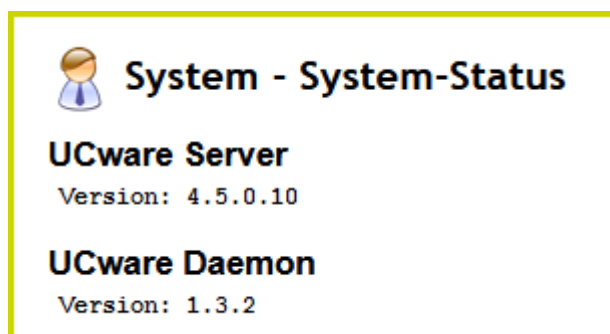 System - System-Status
UCware Server
Version: 4.5.0.10
UCware Daemon
Version: 1.3.2